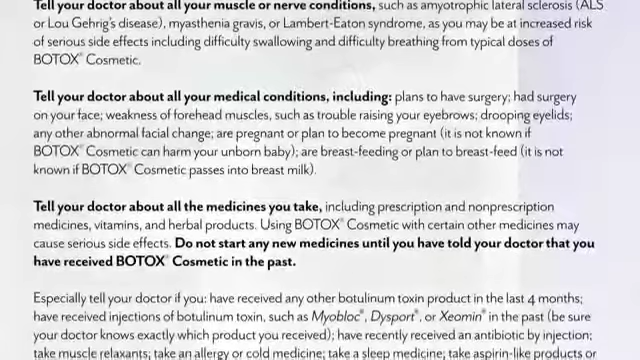 Tell your doctor about all your muscle or nerve conditions, such as amyotrophic lateral sclerosis (ALS
or Lou Gehrig's disease), myasthenia gravis, or Lambert-Eaton syndrome, as you may be at increased risk
of serious side effects including difficulty swallowing and difficulty breathing from typical doses of
BOTOX® Cosmetic.
Tell your doctor about all your medical conditions, including: plans to have surgery; had surgery
on your face; weakness of forehead muscles, such as trouble raising your eyebrows; drooping eyelids;
any other abnormal facial change; are pregnant or plan to become pregnant (it is not known if
BOTOX® Cosmetic can harm your unborn baby); are breast-feeding or plan to breast-feed (it is not
known if BOTOX® Cosmetic passes into breast milk).
Tell your doctor about all the medicines you take, including prescription and nonprescription
medicines, vitamins, and herbal products. Using BOTOX® Cosmetic with certain other medicines may
cause serious side effects. Do not start any new medicines until you have told your doctor that you
have received BOTOX® Cosmetic in the past.
Especially tell your doctor if you: have received any other botulinum toxin product in the last 4 months;
have received injections of botulinum toxin, such as Myobloc®, Dysport®, or Xeomin® in the past (be sure
your doctor knows exactly which product you received); have recently received an antibiotic by injection;
take muscle relaxants; take an allergy or cold medicine; take a sleep medicine; take aspirin-like products or